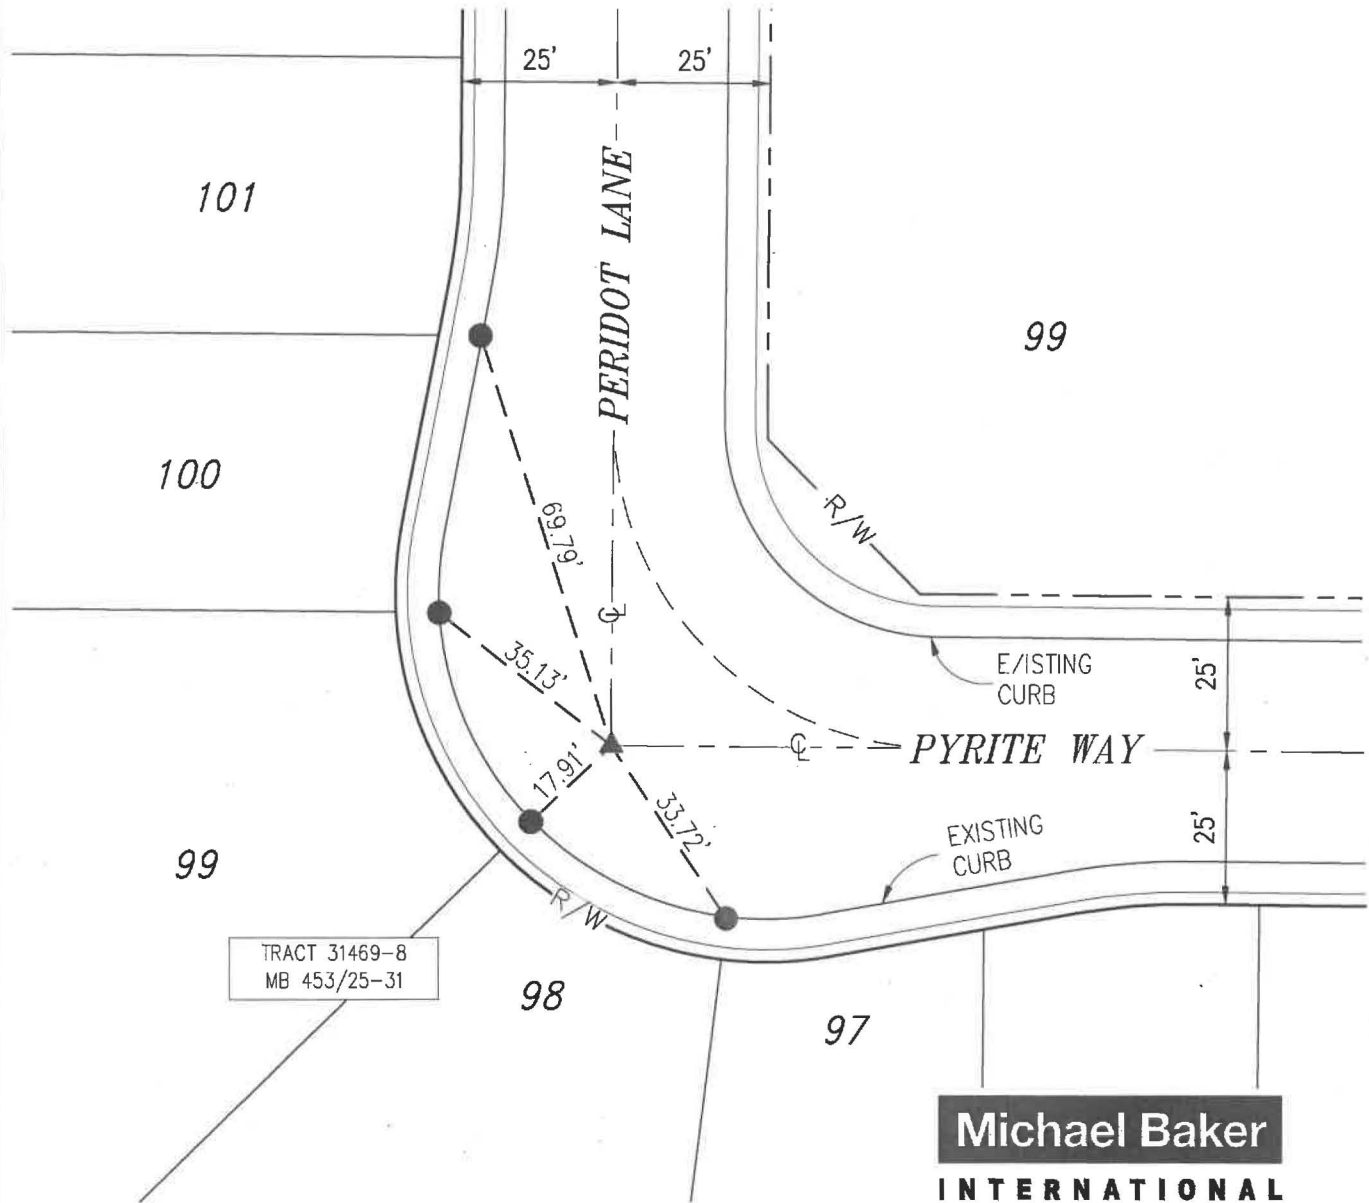 25'
25'
101
PERIDOT LANE
99
100
R/W
69.79'
℄
35.13'
E/ISTING
CURB
25'
℄
PYRITE WAY
17.91'
33.72'
25'
EXISTING
CURB
99
R/W
TRACT 31469-8
MB 453/25-31
98
97
Michael Baker
INTERNATIONAL